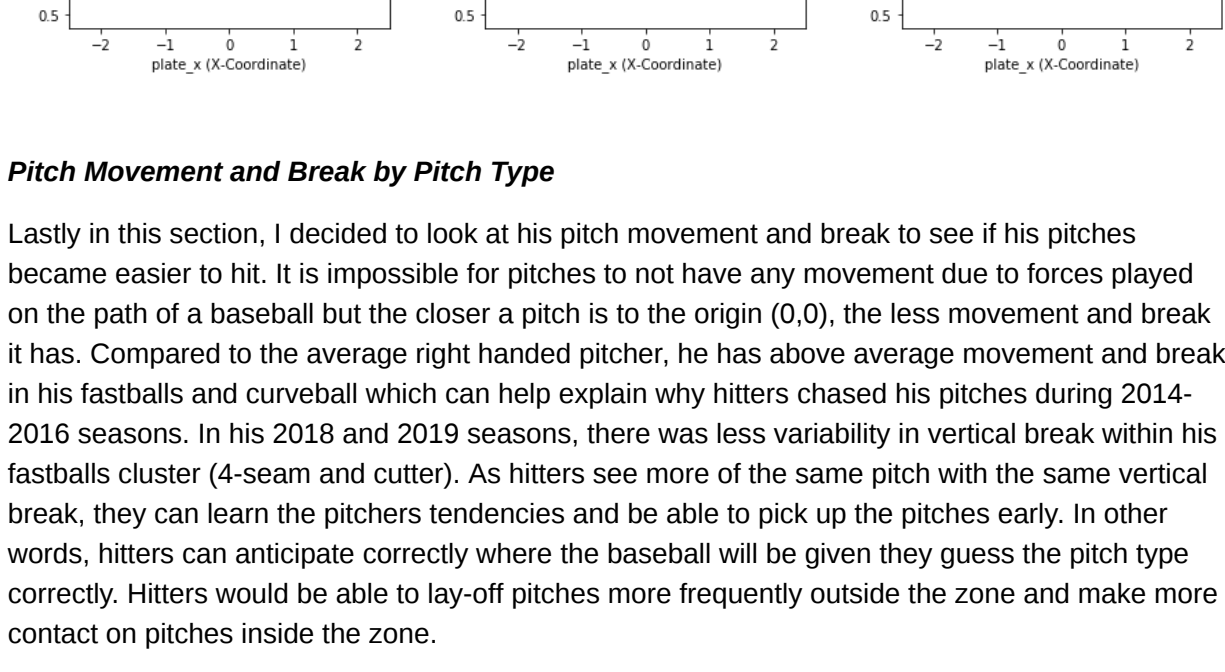 0.5 0.5 0.5
−2 −1 0 1 2 −2 −1 0 1 2 −2 −1 0 1 2
plate_x (X-Coordinate) plate_x (X-Coordinate) plate_x (X-Coordinate)
Pitch Movement and Break by Pitch Type
Lastly in this section, I decided to look at his pitch movement and break to see if his pitches
became easier to hit. It is impossible for pitches to not have any movement due to forces played
on the path of a baseball but the closer a pitch is to the origin (0,0), the less movement and break
it has. Compared to the average right handed pitcher, he has above average movement and break
in his fastballs and curveball which can help explain why hitters chased his pitches during 2014-
2016 seasons. In his 2018 and 2019 seasons, there was less variability in vertical break within his
fastballs cluster (4-seam and cutter). As hitters see more of the same pitch with the same vertical
break, they can learn the pitchers tendencies and be able to pick up the pitches early. In other
words, hitters can anticipate correctly where the baseball will be given they guess the pitch type
correctly. Hitters would be able to lay-off pitches more frequently outside the zone and make more
contact on pitches inside the zone.